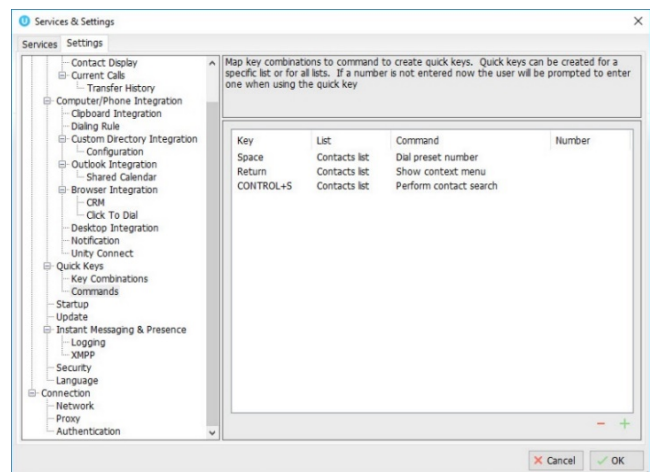 Services & Settings
Services Settings
Contact Display
Current Calls
Transfer History
Computer/Phone Integration
Clipboard Integration
Dialing Rule
Custom Directory Integration
Configuration
Outlook Integration
Shared Calendar
Browser Integration
CRM
Click To Dial
Desktop Integration
Notification
Unity Connect
Quick Keys
Key Combinations
Commands
Startup
Update
Instant Messaging & Presence
Logging
XMPP
Security
Language
Connection
Network
Proxy
Authentication
Map key combinations to command to create quick keys. Quick keys can be created for a
specific list or for all lists. If a number is not entered now the user will be prompted to enter
one when using the quick key
Key List Command Number
Space Contacts list Dial preset number
Return Contacts list Show context menu
CONTROL+S Contacts list Perform contact search
Cancel OK